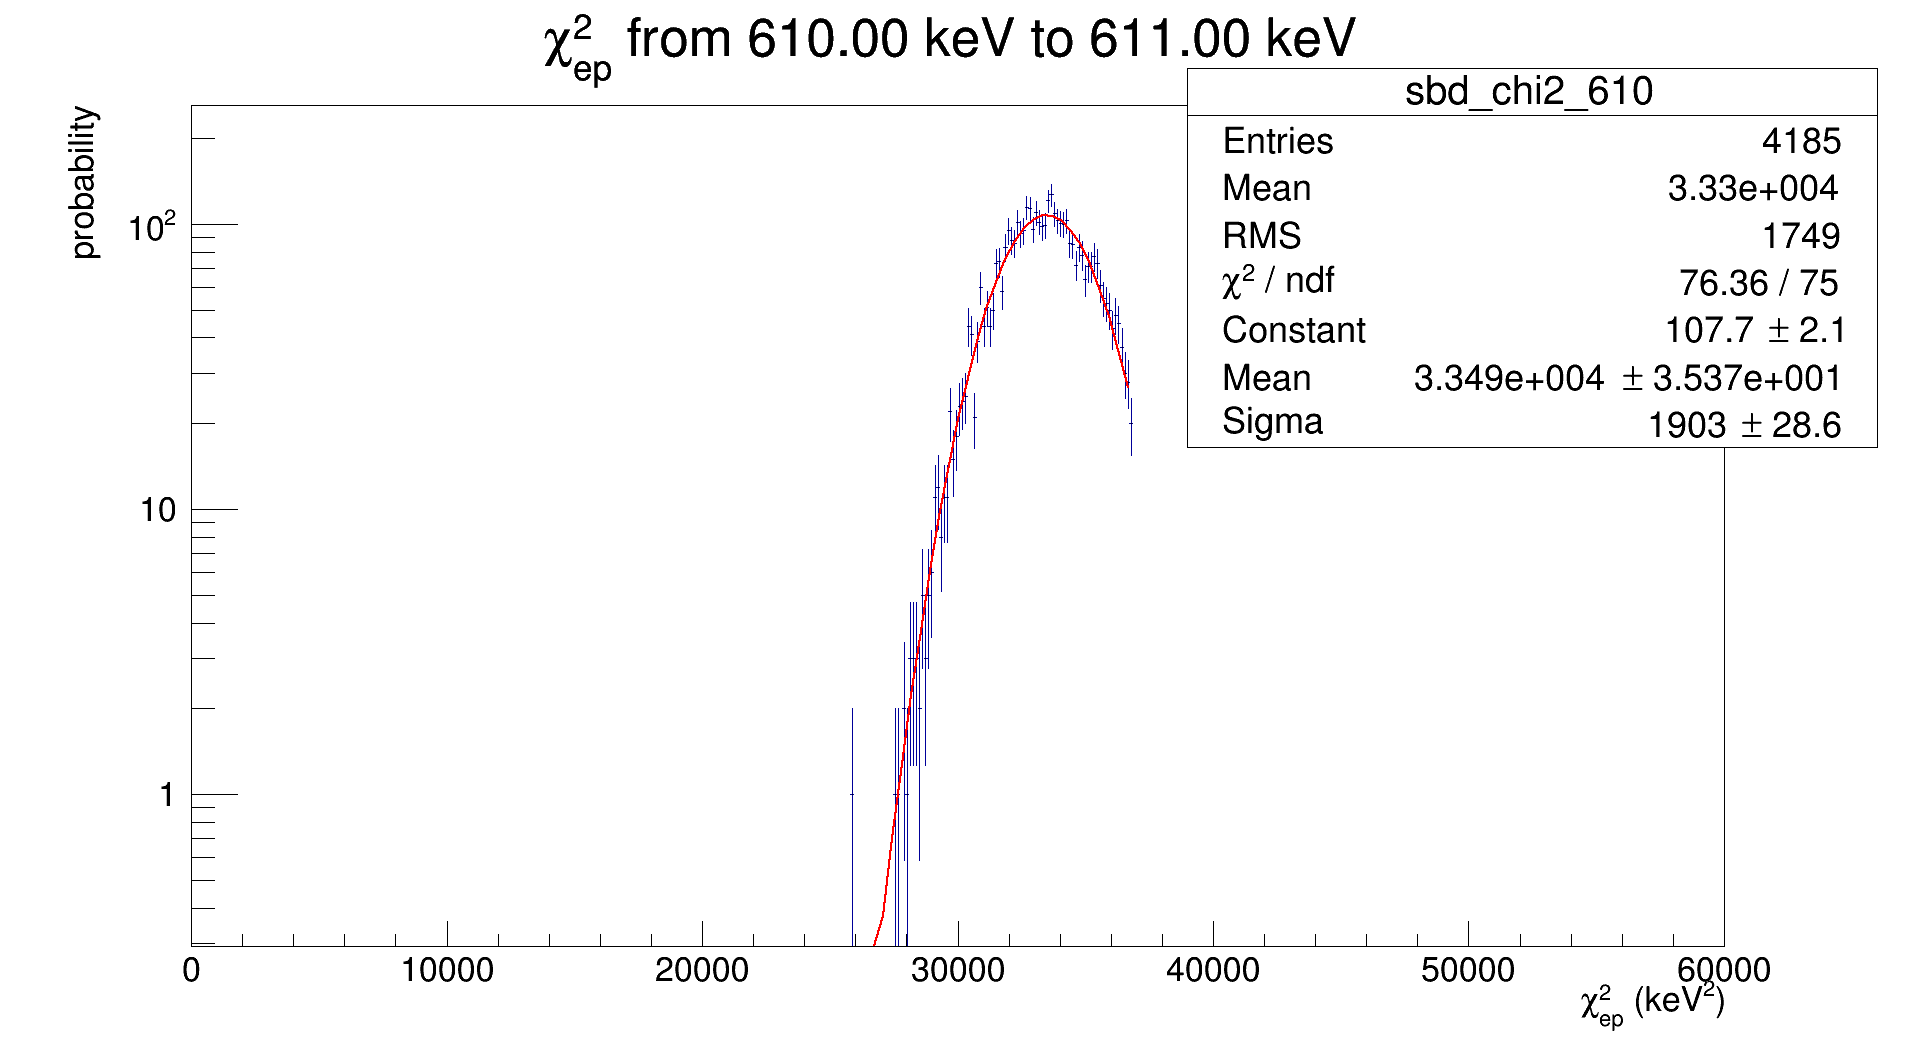 χ²ep from 610.00 keV to 611.00 keV
sbd_chi2_610
Entries 4185
Mean 3.33e+004
RMS 1749
χ² / ndf 76.36 / 75
Constant 107.7 ± 2.1
Mean 3.349e+004 ± 3.537e+001
Sigma 1903 ± 28.6
probability
10²
10
1
0 10000 20000 30000 40000 50000 60000
χ²ep (keV²)